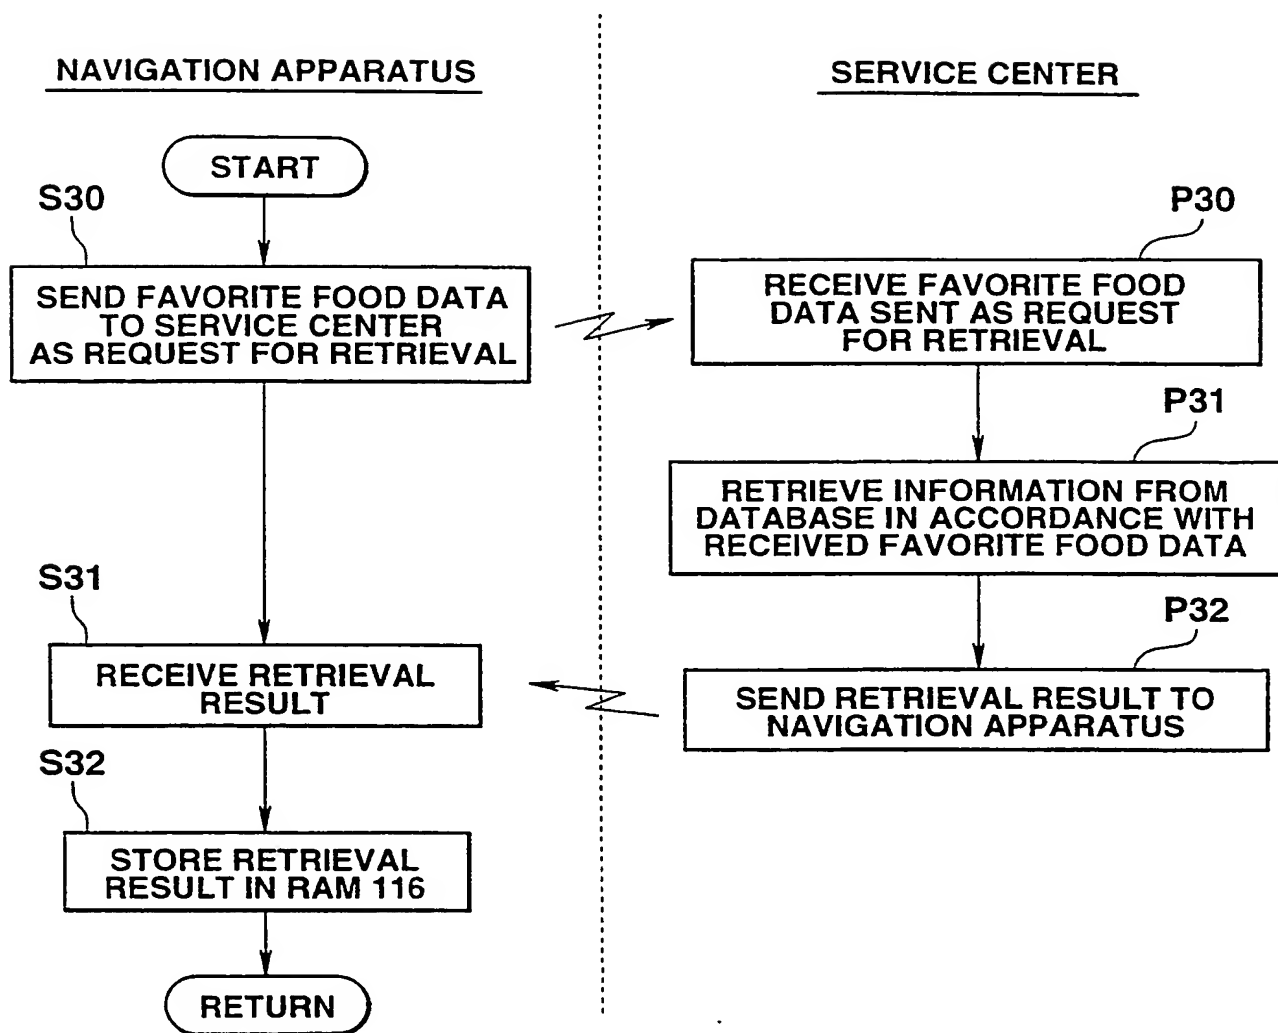 NAVIGATION APPARATUS
START
S30
SEND FAVORITE FOOD DATA
TO SERVICE CENTER
AS REQUEST FOR RETRIEVAL
S31
RECEIVE RETRIEVAL
RESULT
S32
STORE RETRIEVAL
RESULT IN RAM 116
RETURN
SERVICE CENTER
P30
RECEIVE FAVORITE FOOD
DATA SENT AS REQUEST
FOR RETRIEVAL
P31
RETRIEVE INFORMATION FROM
DATABASE IN ACCORDANCE WITH
RECEIVED FAVORITE FOOD DATA
P32
SEND RETRIEVAL RESULT TO
NAVIGATION APPARATUS